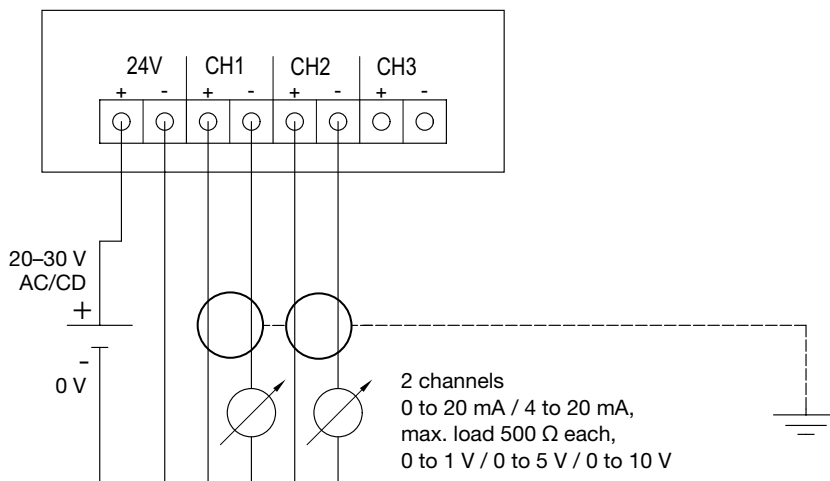 24V CH1 CH2 CH3
+ - + - + - + -
20–30 V
AC/CD
+
-
0 V
2 channels
0 to 20 mA / 4 to 20 mA,
max. load 500 Ω each,
0 to 1 V / 0 to 5 V / 0 to 10 V